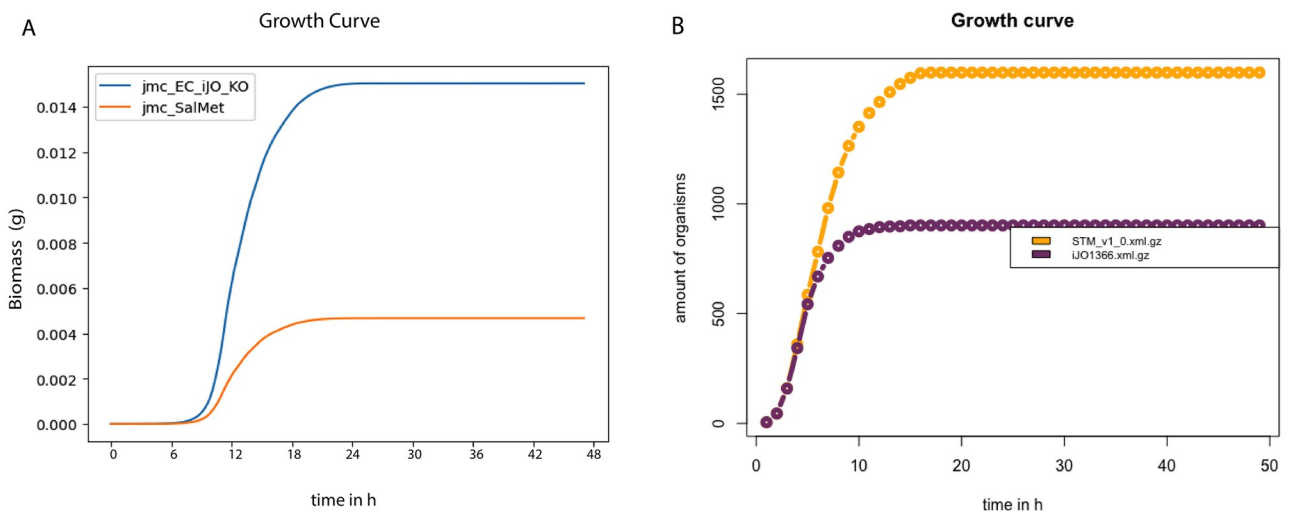 A
Growth Curve
jmc_EC_iJO_KO
jmc_SalMet
0.014
0.012
0.010
0.008
0.006
0.004
0.002
0.000
Biomass (g)
0 6 12 18 24 30 36 42 48
time in h
B
Growth curve
1500
1000
500
0
amount of organisms
STM_v1_0.xml.gz
iJO1366.xml.gz
0 10 20 30 40 50
time in h